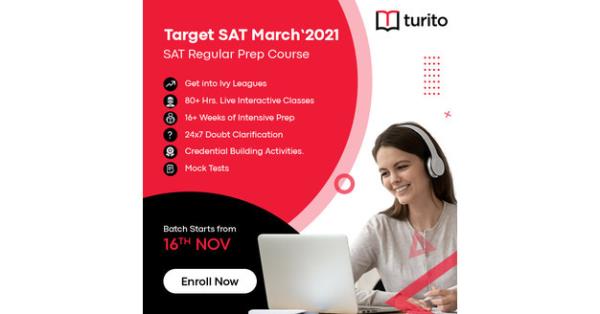 turito
Target SAT March'2021
SAT Regular Prep Course
Get into Ivy Leagues
80+ Hrs. Live Interactive Classes
16+ Weeks of Intensive Prep
24x7 Doubt Clarification
Credential Building Activities.
Mock Tests
Batch Starts from
16TH NOV
Enroll Now